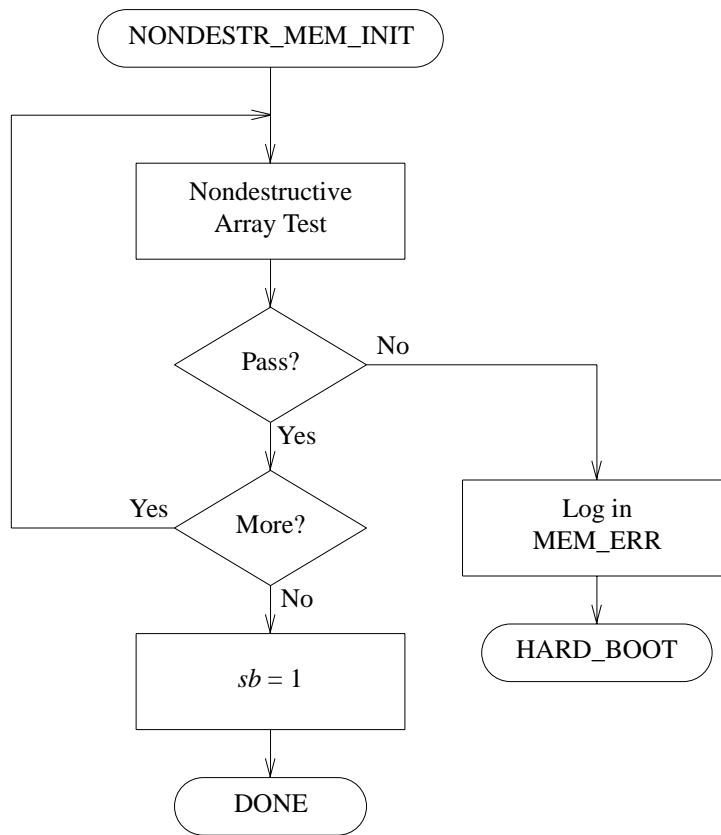 NONDESTR_MEM_INIT
Nondestructive
Array Test
Pass?
No
Yes
Yes
More?
Log in
MEM_ERR
No
HARD_BOOT
sb = 1
DONE